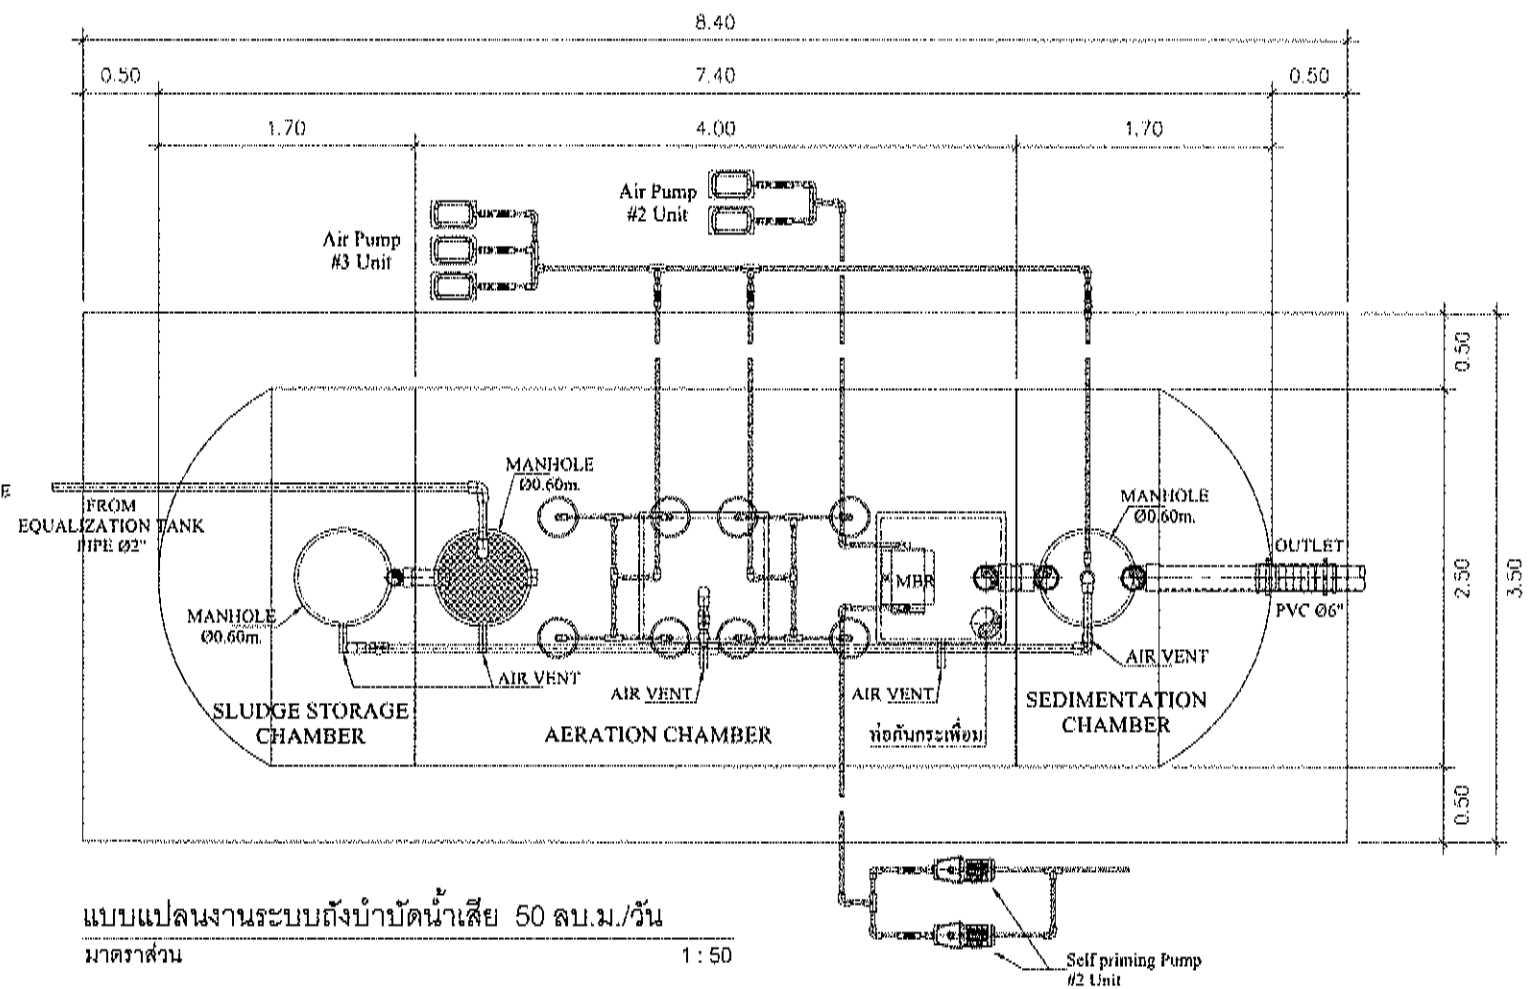 8.40
0.50
7.40
0.50
1.70
4.00
1.70
Air Pump
#2 Unit
Air Pump
#3 Unit
0.50
2.50
3.50
0.50
MANHOLE
Ø0.60m.
MANHOLE
Ø0.60m.
E
FROM
EQUALIZATION TANK
PIPE Ø2"
OUTLET
MBR
MANHOLE
Ø0.60m.
PVC Ø6"
AIR VENT
AIR VENT
AIR VENT
AIR VENT
SLUDGE STORAGE
CHAMBER
AERATION CHAMBER
ท่อกันกระเพื่อม
SEDIMENTATION
CHAMBER
แบบแปลนงานระบบถังบำบัดน้ำเสีย 50 ลบ.ม./วัน
มาตราส่วน 1 : 50
Self priming Pump
#2 Unit